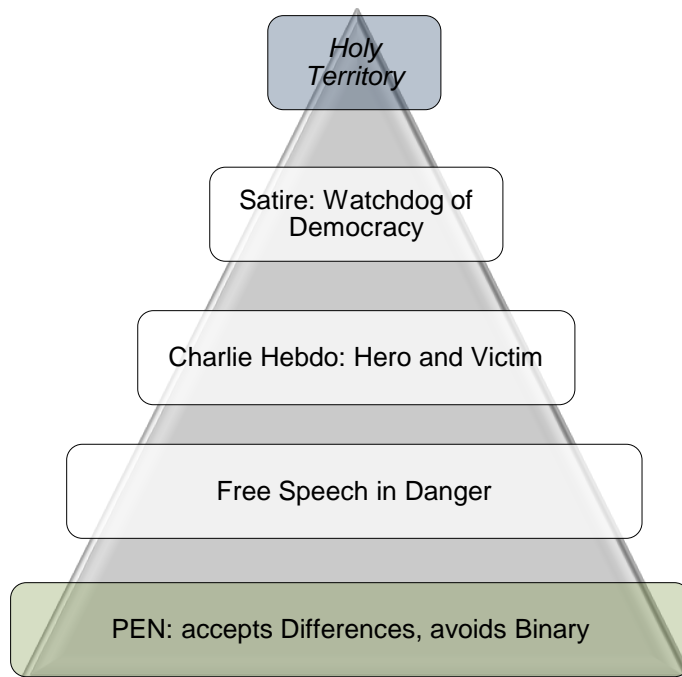 Holy
Territory
Satire: Watchdog of
Democracy
Charlie Hebdo: Hero and Victim
Free Speech in Danger
PEN: accepts Differences, avoids Binary